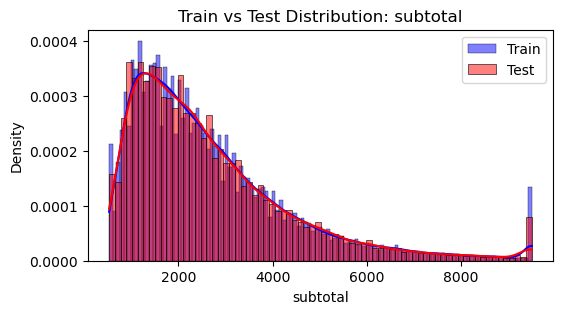 Train vs Test Distribution: subtotal
Train
Test
Density
0.0004
0.0003
0.0002
0.0001
0.0000
2000 4000 6000 8000
subtotal